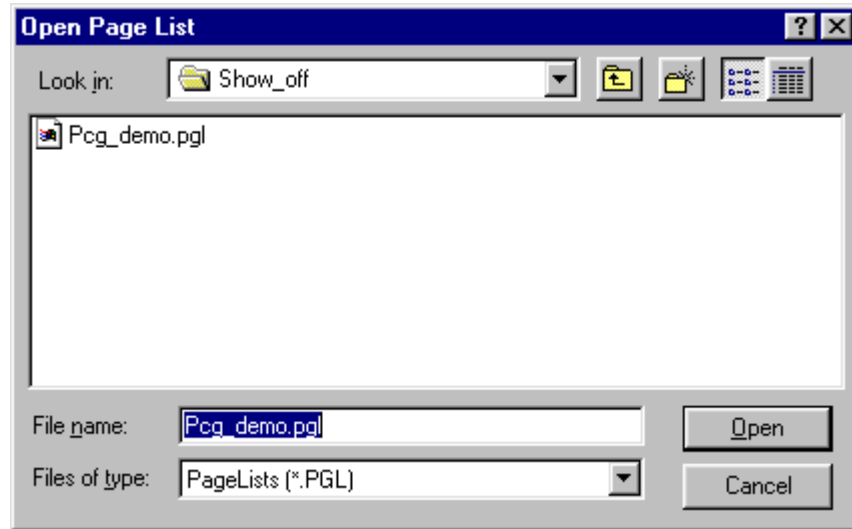 Open Page List
Look in: Show_off
Pcg_demo.pgl
File name: Pcg_demo.pgl Open
Files of type: PageLists (*.PGL) Cancel